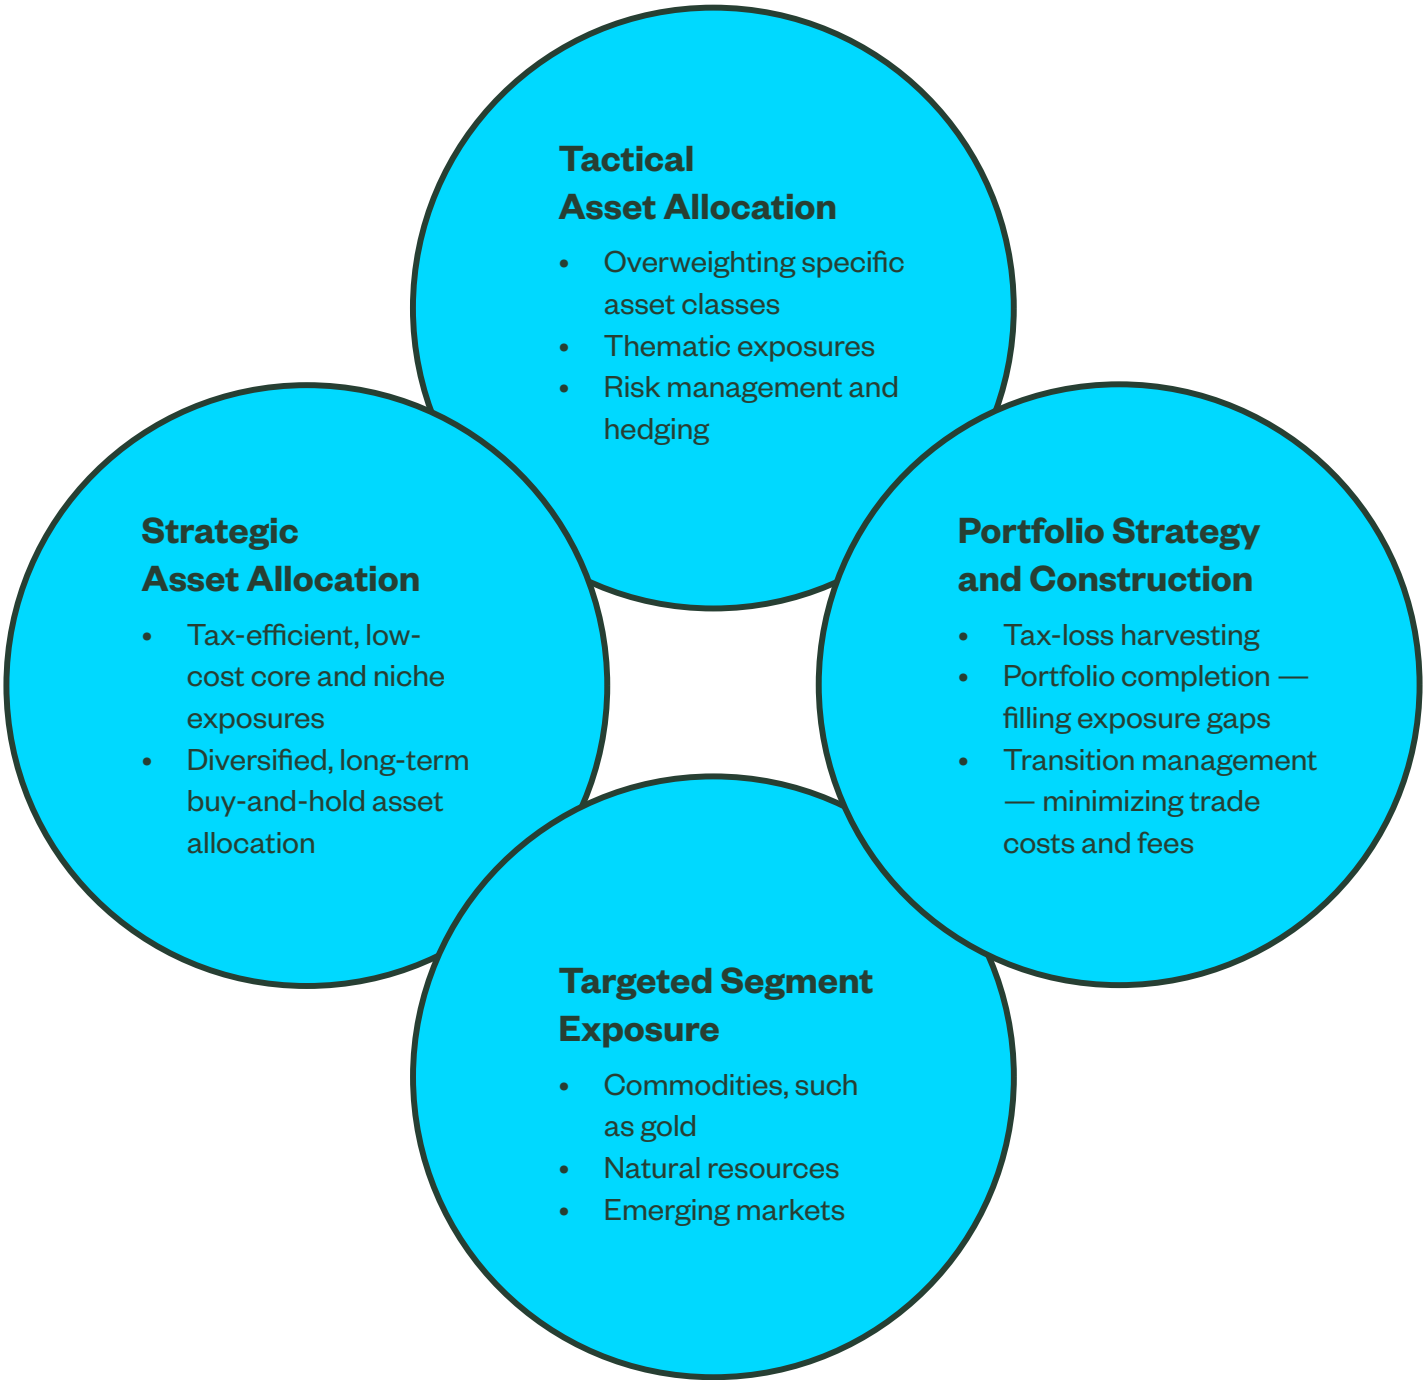 Tactical
Asset Allocation
• Overweighting specific
asset classes
• Thematic exposures
• Risk management and
hedging
Strategic
Asset Allocation
• Tax-efficient, low-
cost core and niche
exposures
• Diversified, long-term
buy-and-hold asset
allocation
Portfolio Strategy
and Construction
• Tax-loss harvesting
• Portfolio completion —
filling exposure gaps
• Transition management
— minimizing trade
costs and fees
Targeted Segment
Exposure
• Commodities, such
as gold
• Natural resources
• Emerging markets